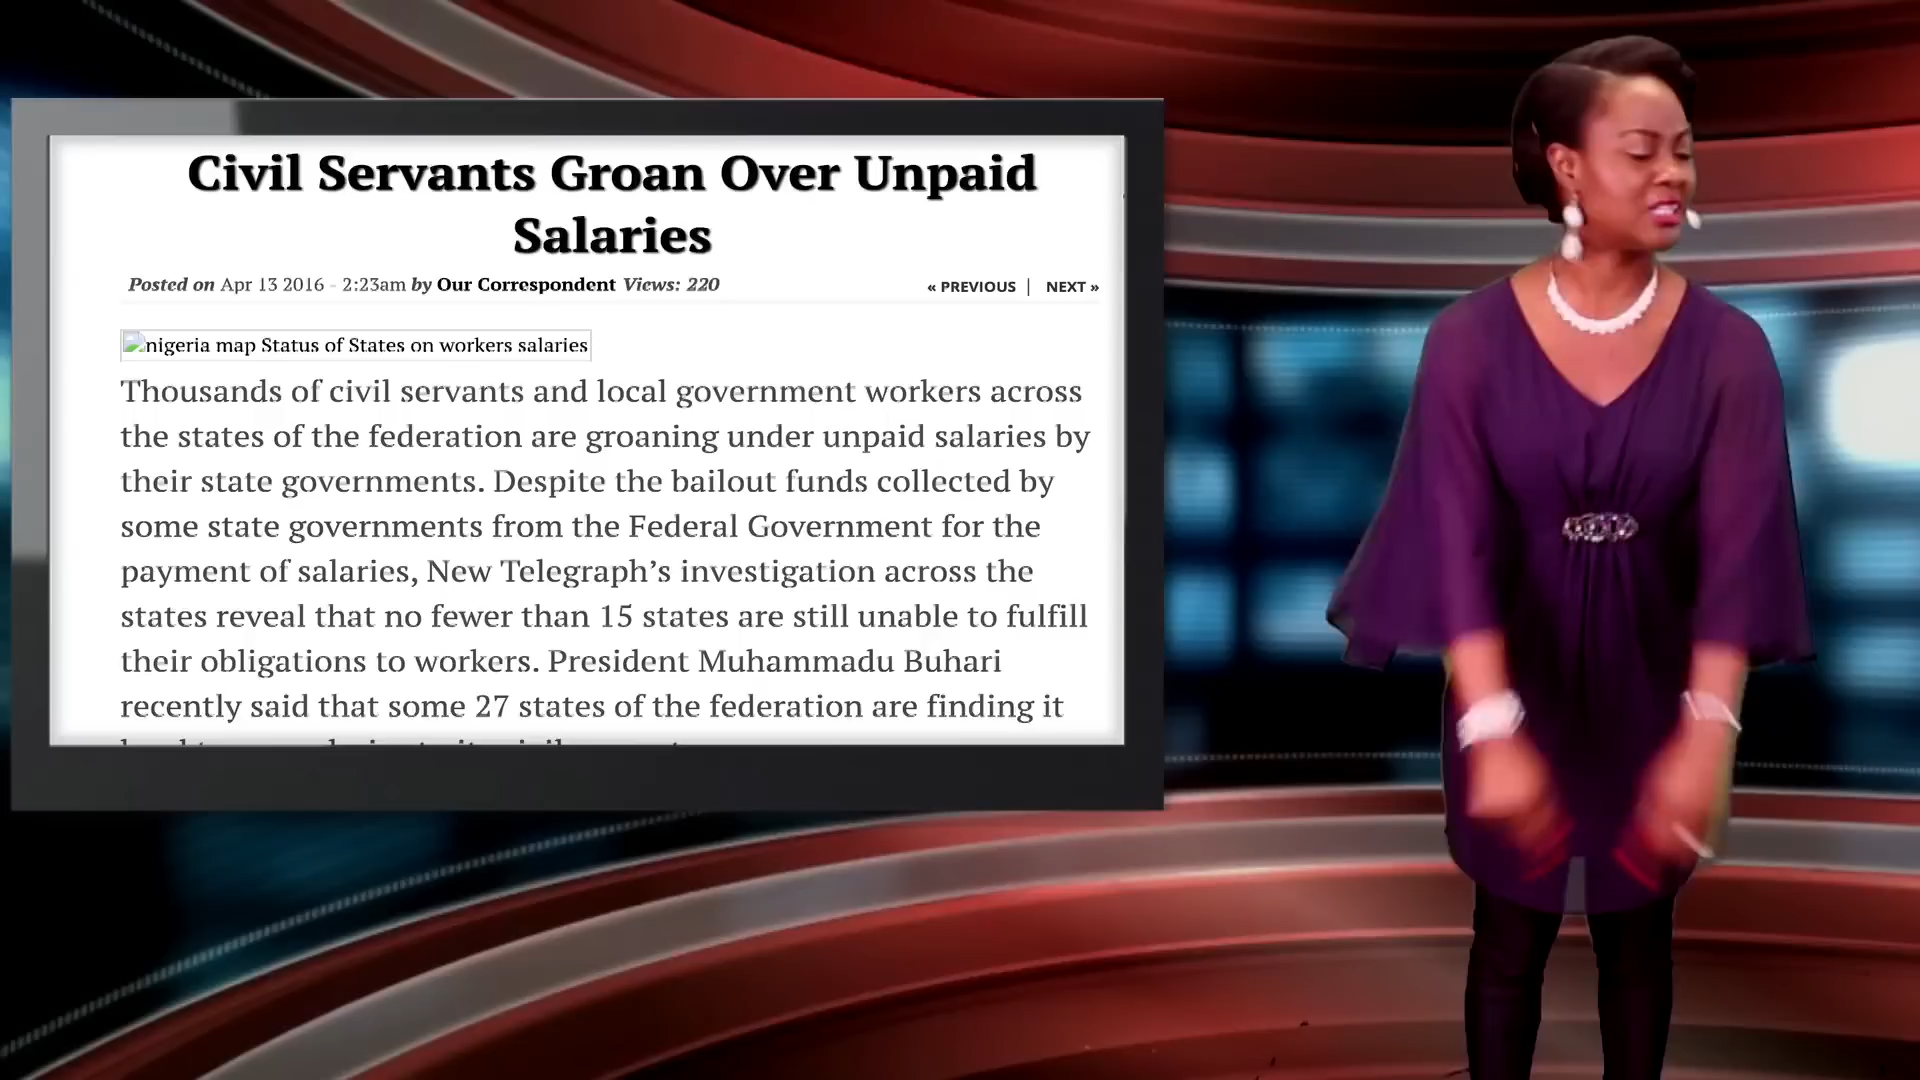 Civil Servants Groan Over Unpaid
Salaries
Posted on Apr 13 2016 - 2:23am by Our Correspondent Views: 220
« PREVIOUS | NEXT »
nigeria map Status of States on workers salaries
Thousands of civil servants and local government workers across
the states of the federation are groaning under unpaid salaries by
their state governments. Despite the bailout funds collected by
some state governments from the Federal Government for the
payment of salaries, New Telegraph’s investigation across the
states reveal that no fewer than 15 states are still unable to fulfill
their obligations to workers. President Muhammadu Buhari
recently said that some 27 states of the federation are finding it